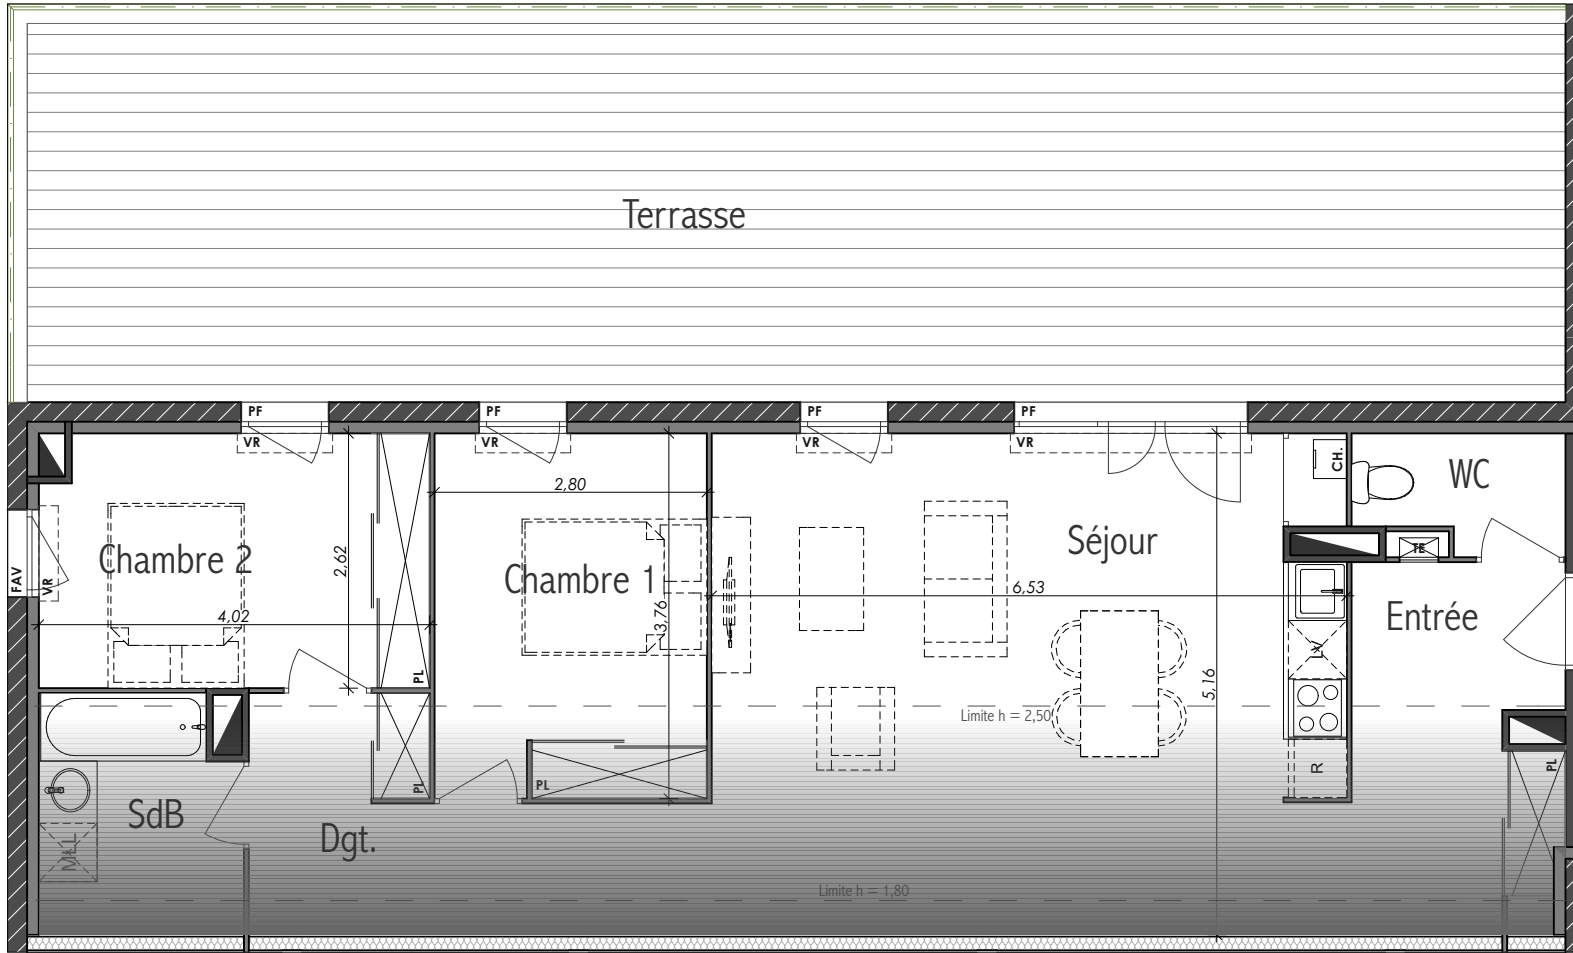 Terrasse
PF
PF
PF
PF
VR
VR
VR
VR
CH.
WC
2,80
Séjour
TE
Chambre 2
2,62
Chambre 1
FAV
VR
6,53
4,02
3,76
Entrée
LV
PL
5,16
Limite h = 2,50
PL
PL
R
PL
SdB
Dgt.
MLL
Limite h = 1,80